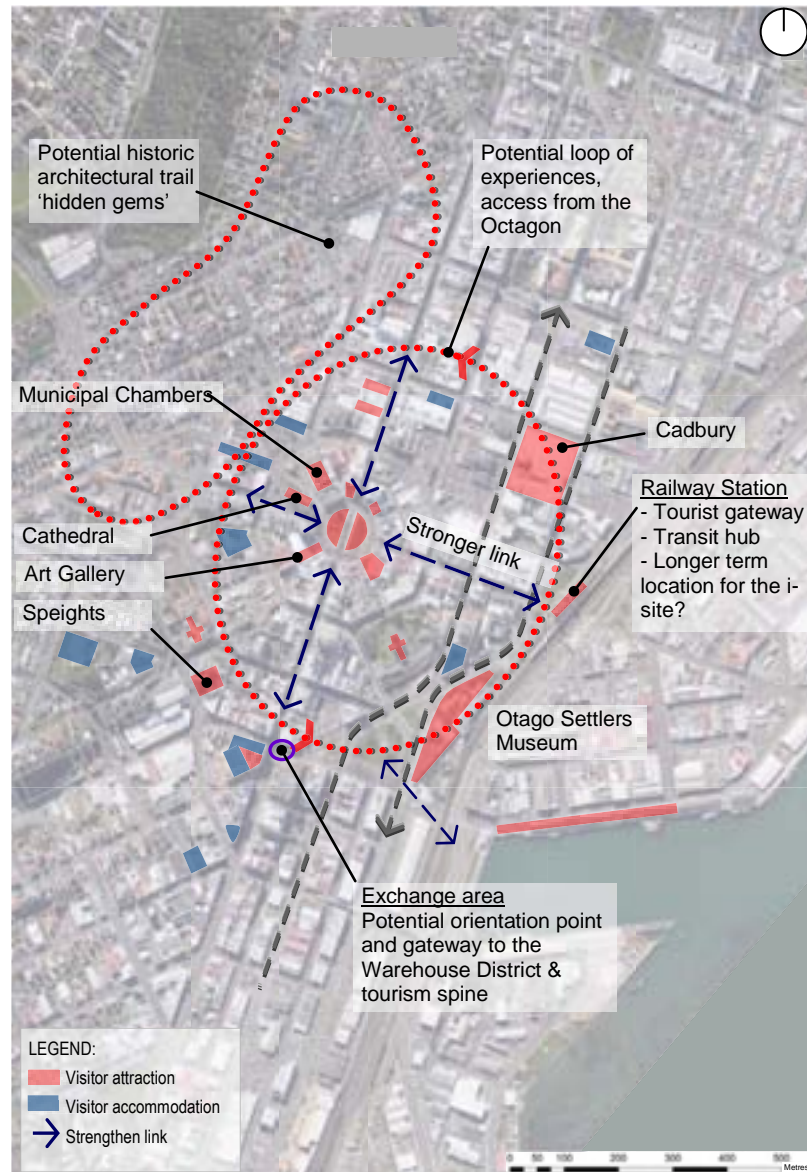 Potential historic
architectural trail
‘hidden gems’
Potential loop of
experiences,
access from the
Octagon
Municipal Chambers
Cadbury
Railway Station
- Tourist gateway
- Transit hub
- Longer term
location for the i-
site?
Cathedral
Art Gallery
Speights
Stronger link
Otago Settlers
Museum
Exchange area
Potential orientation point
and gateway to the
Warehouse District &
tourism spine
LEGEND:
Visitor attraction
Visitor accommodation
Strengthen link
0 50 100 200 300 400 500
Metres